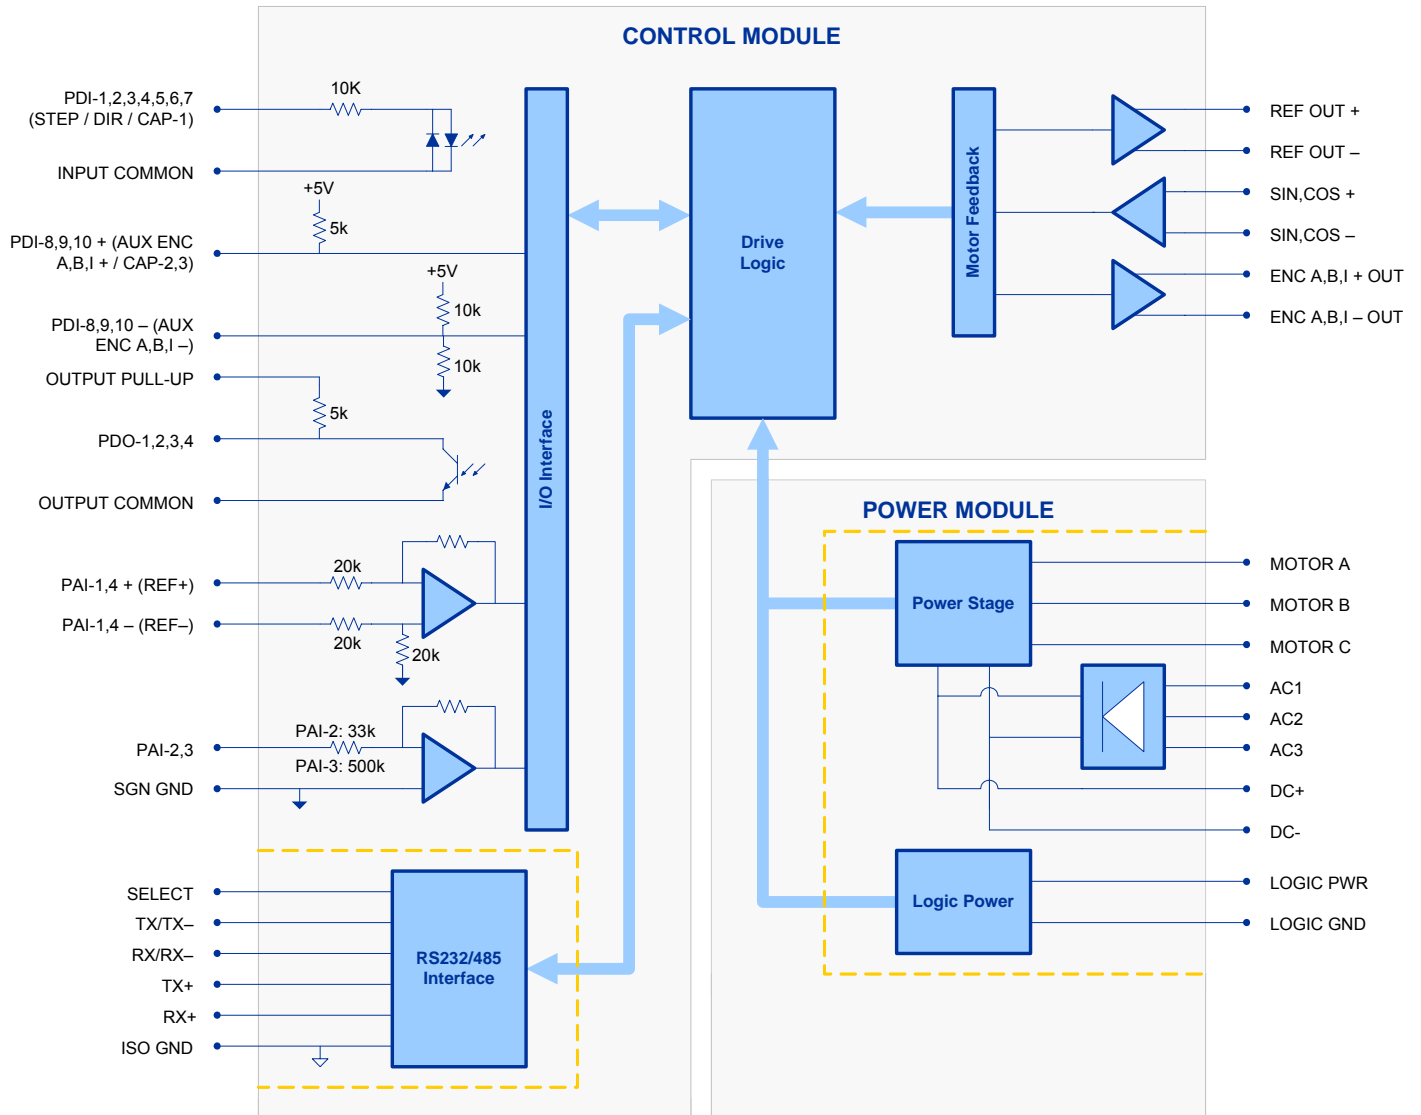 CONTROL MODULE
PDI-1,2,3,4,5,6,7
(STEP / DIR / CAP-1)
10K
INPUT COMMON
+5V
5k
PDI-8,9,10 + (AUX ENC
A,B,I + / CAP-2,3)
+5V
10k
PDI-8,9,10 – (AUX
ENC A,B,I –)
10k
OUTPUT PULL-UP
5k
PDO-1,2,3,4
OUTPUT COMMON
20k
PAI-1,4 + (REF+)
PAI-1,4 – (REF–)
20k
20k
PAI-2: 33k
PAI-2,3
PAI-3: 500k
SGN GND
I/O Interface
SELECT
TX/TX–
RX/RX–
TX+
RX+
ISO GND
RS232/485
Interface
Drive
Logic
Motor Feedback
REF OUT +
REF OUT –
SIN,COS +
SIN,COS –
ENC A,B,I + OUT
ENC A,B,I – OUT
POWER MODULE
Power Stage
MOTOR A
MOTOR B
MOTOR C
AC1
AC2
AC3
DC+
DC-
Logic Power
LOGIC PWR
LOGIC GND